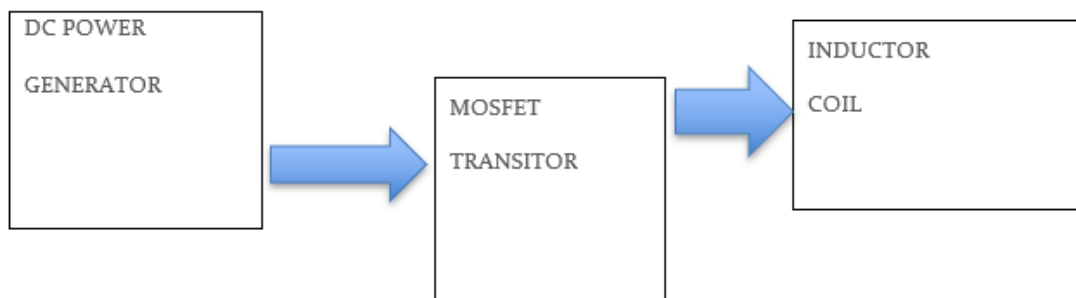 DC POWER
GENERATOR
MOSFET
TRANSITOR
INDUCTOR
COIL